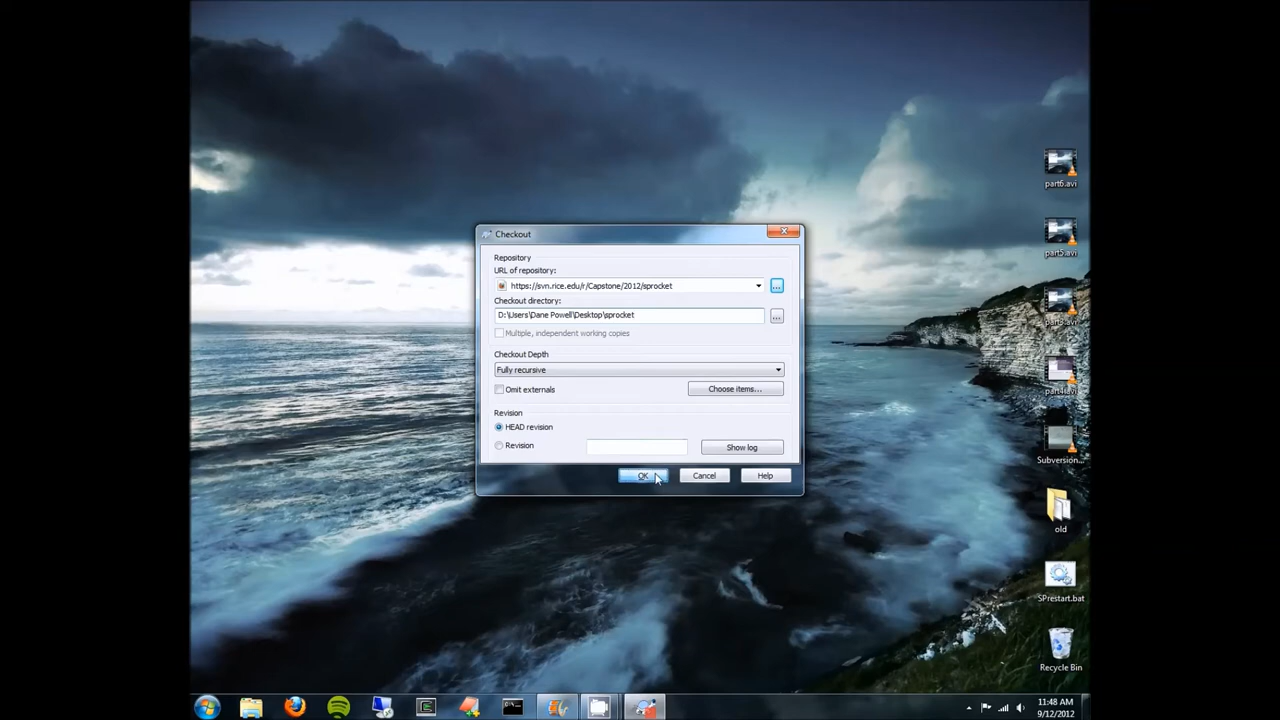 Checkout
Repository
URL of repository:
https://svn.rice.edu/r/Capstone/2012/sprocket
...
Checkout directory:
D:\Users\Dane Powell\Desktop\sprocket
...
Multiple, independent working copies
Checkout Depth
Fully recursive
Omit externals
Choose items...
Revision
HEAD revision
Revision
Show log
OK
Cancel
Help
part6.avi
part5.avi
part4.avi
Subversion...
old
SPrestart.bat
Recycle Bin
11:48 AM
9/12/2012